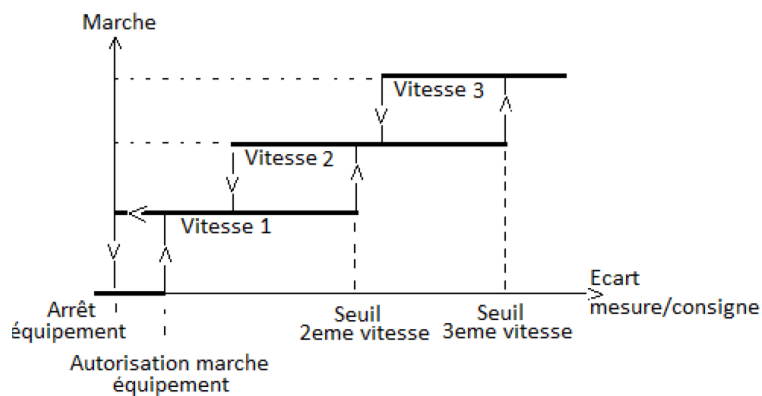 Marche
Vitesse 3
Vitesse 2
Vitesse 1
Ecart
mesure/consigne
Arrêt
équipement
Seuil
2eme vitesse
Seuil
3eme vitesse
Autorisation marche
équipement